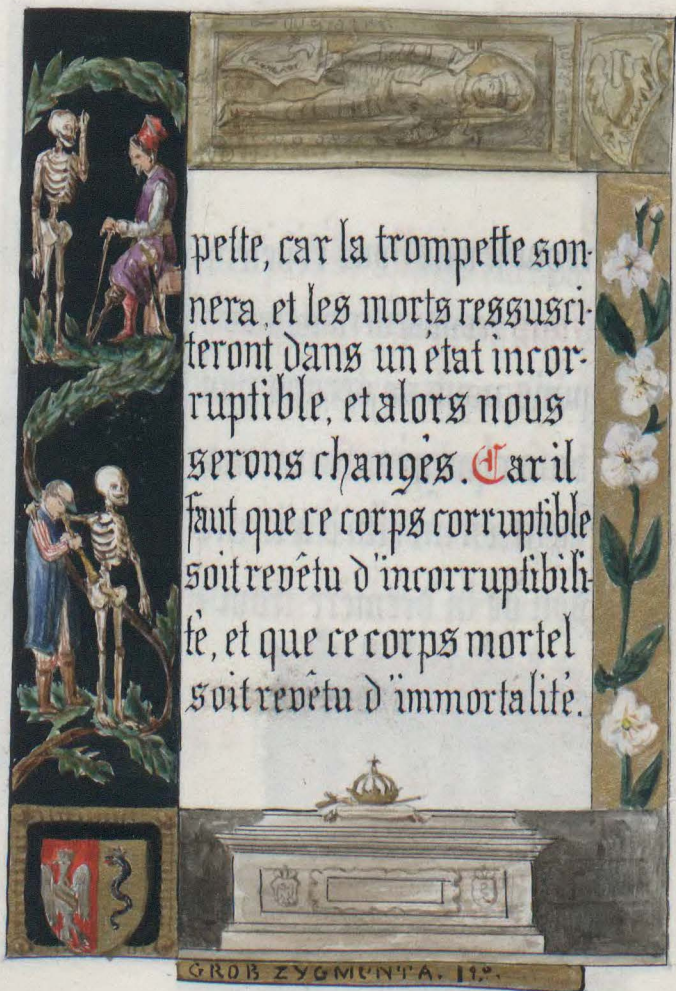 pette, car la trompette son-
nera, et les morts ressusci-
teront dans un état incor-
ruptible, et alors nous
serons changés. Car il
faut que ce corps corruptible
soit revêtu d'incorruptibili-
té, et que ce corps mortel
soit revêtu d'immortalité.
GROB ZYGMUNTA.